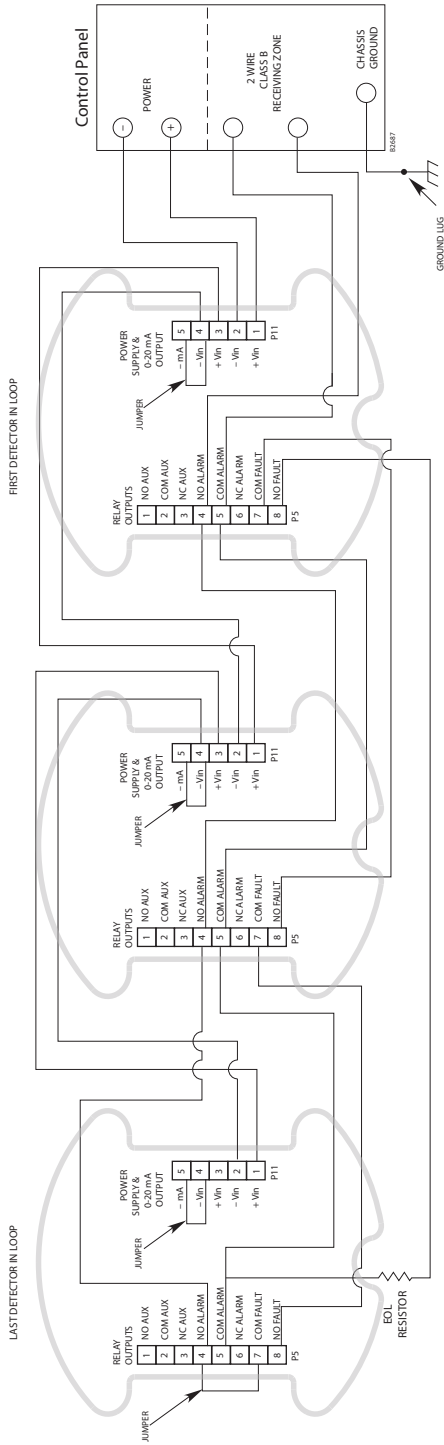 LAST DETECTOR IN LOOP
FIRST DETECTOR IN LOOP
Control Panel
RELAY
OUTPUTS
1 NO AUX
2 COM AUX
3 NC AUX
4 NO ALARM
5 COM ALARM
6 NC ALARM
7 COM FAULT
8 NO FAULT
P5
JUMPER
POWER
SUPPLY &
0-20 mA
OUTPUT
– mA 5
– Vin 4
+ Vin 3
– Vin 2
+ Vin 1
P11
JUMPER
EOL
RESISTOR
RELAY
OUTPUTS
1 NO AUX
2 COM AUX
3 NC AUX
4 NO ALARM
5 COM ALARM
6 NC ALARM
7 COM FAULT
8 NO FAULT
P5
JUMPER
POWER
SUPPLY &
0-20 mA
OUTPUT
– mA 5
– Vin 4
+ Vin 3
– Vin 2
+ Vin 1
P11
RELAY
OUTPUTS
1 NO AUX
2 COM AUX
3 NC AUX
4 NO ALARM
5 COM ALARM
6 NC ALARM
7 COM FAULT
8 NO FAULT
P5
JUMPER
POWER
SUPPLY &
0-20 mA
OUTPUT
– mA 5
– Vin 4
+ Vin 3
– Vin 2
+ Vin 1
P11
–
POWER
+
2 WIRE
CLASS B
RECEIVING ZONE
CHASSIS
GROUND
B2687
GROUND LUG